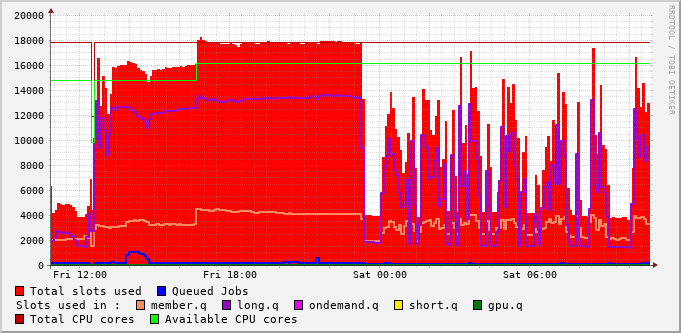 20000
18000
16000
14000
12000
10000
8000
6000
4000
2000
0
Fri 12:00 Fri 18:00 Sat 00:00 Sat 06:00
RRDTOOL / TOBI OETIKER
Total slots used Queued Jobs
Slots used in : member.q long.q ondemand.q short.q gpu.q
Total CPU cores Available CPU cores